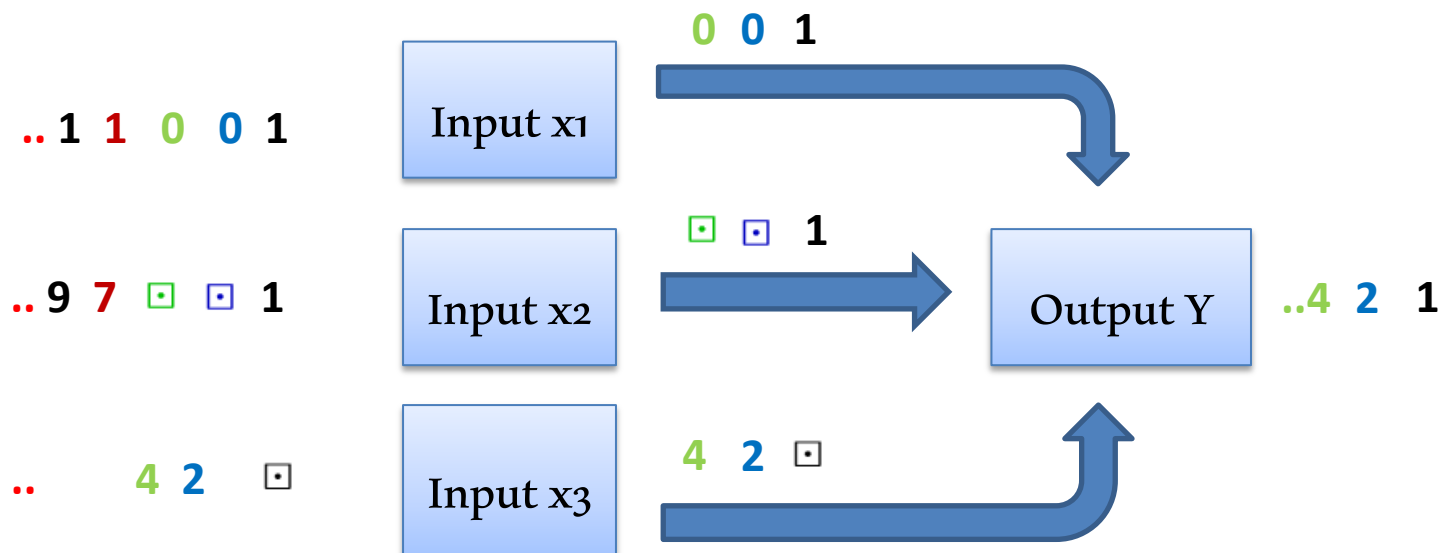 0 0 1
.. 1 1 0 0 1
Input x1
⊡ ⊡ 1
.. 9 7 ⊡ ⊡ 1
Input x2
Output Y
..4 2 1
4 2 ⊡
.. 4 2 ⊡
Input x3